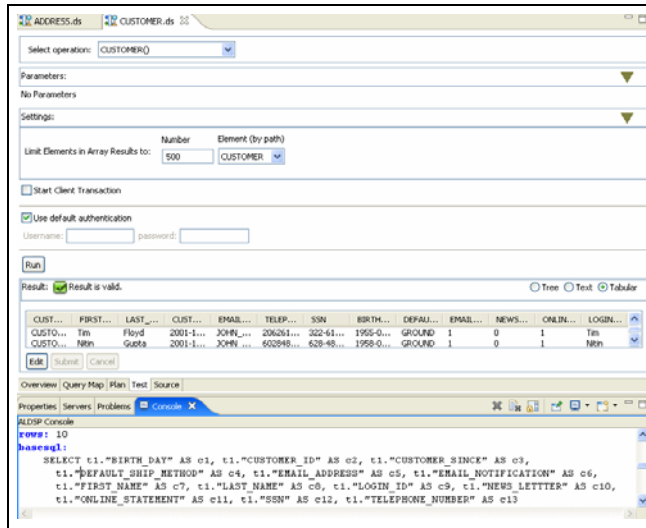 ADDRESS.ds CUSTOMER.ds
Select operation: CUSTOMER()
Parameters:
No Parameters
Settings:
Number Element (by path)
Limit Elements in Array Results to: 500 CUSTOMER
Start Client Transaction
Use default authentication
Username: password:
Run
Result: Result is valid. Tree Text Tabular
CUST... FIRST... LAST_... CUST... EMAIL... TELEP... SSN BIRTH... DEFAU... EMAIL... NEWS... ONLIN... LOGIN...
CUSTO... Tim Floyd 2001-1... JOHN_... 206261... 322-61... 1955-0... GROUND 1 0 1 Tim
CUSTO... Nitin Gupta 2001-1... JOHN_... 602848... 628-48... 1958-0... GROUND 1 0 1 Nitin
Edit Submit Cancel
Overview Query Map Plan Test Source
Properties Servers Problems Console
ALDSP Console
rows: 10
basesql:
SELECT t1."BIRTH_DAY" AS c1, t1."CUSTOMER_ID" AS c2, t1."CUSTOMER_SINCE" AS c3,
t1."DEFAULT_SHIP_METHOD" AS c4, t1."EMAIL_ADDRESS" AS c5, t1."EMAIL_NOTIFICATION" AS c6,
t1."FIRST_NAME" AS c7, t1."LAST_NAME" AS c8, t1."LOGIN_ID" AS c9, t1."NEWS_LETTTER" AS c10,
t1."ONLINE_STATEMENT" AS c11, t1."SSN" AS c12, t1."TELEPHONE_NUMBER" AS c13